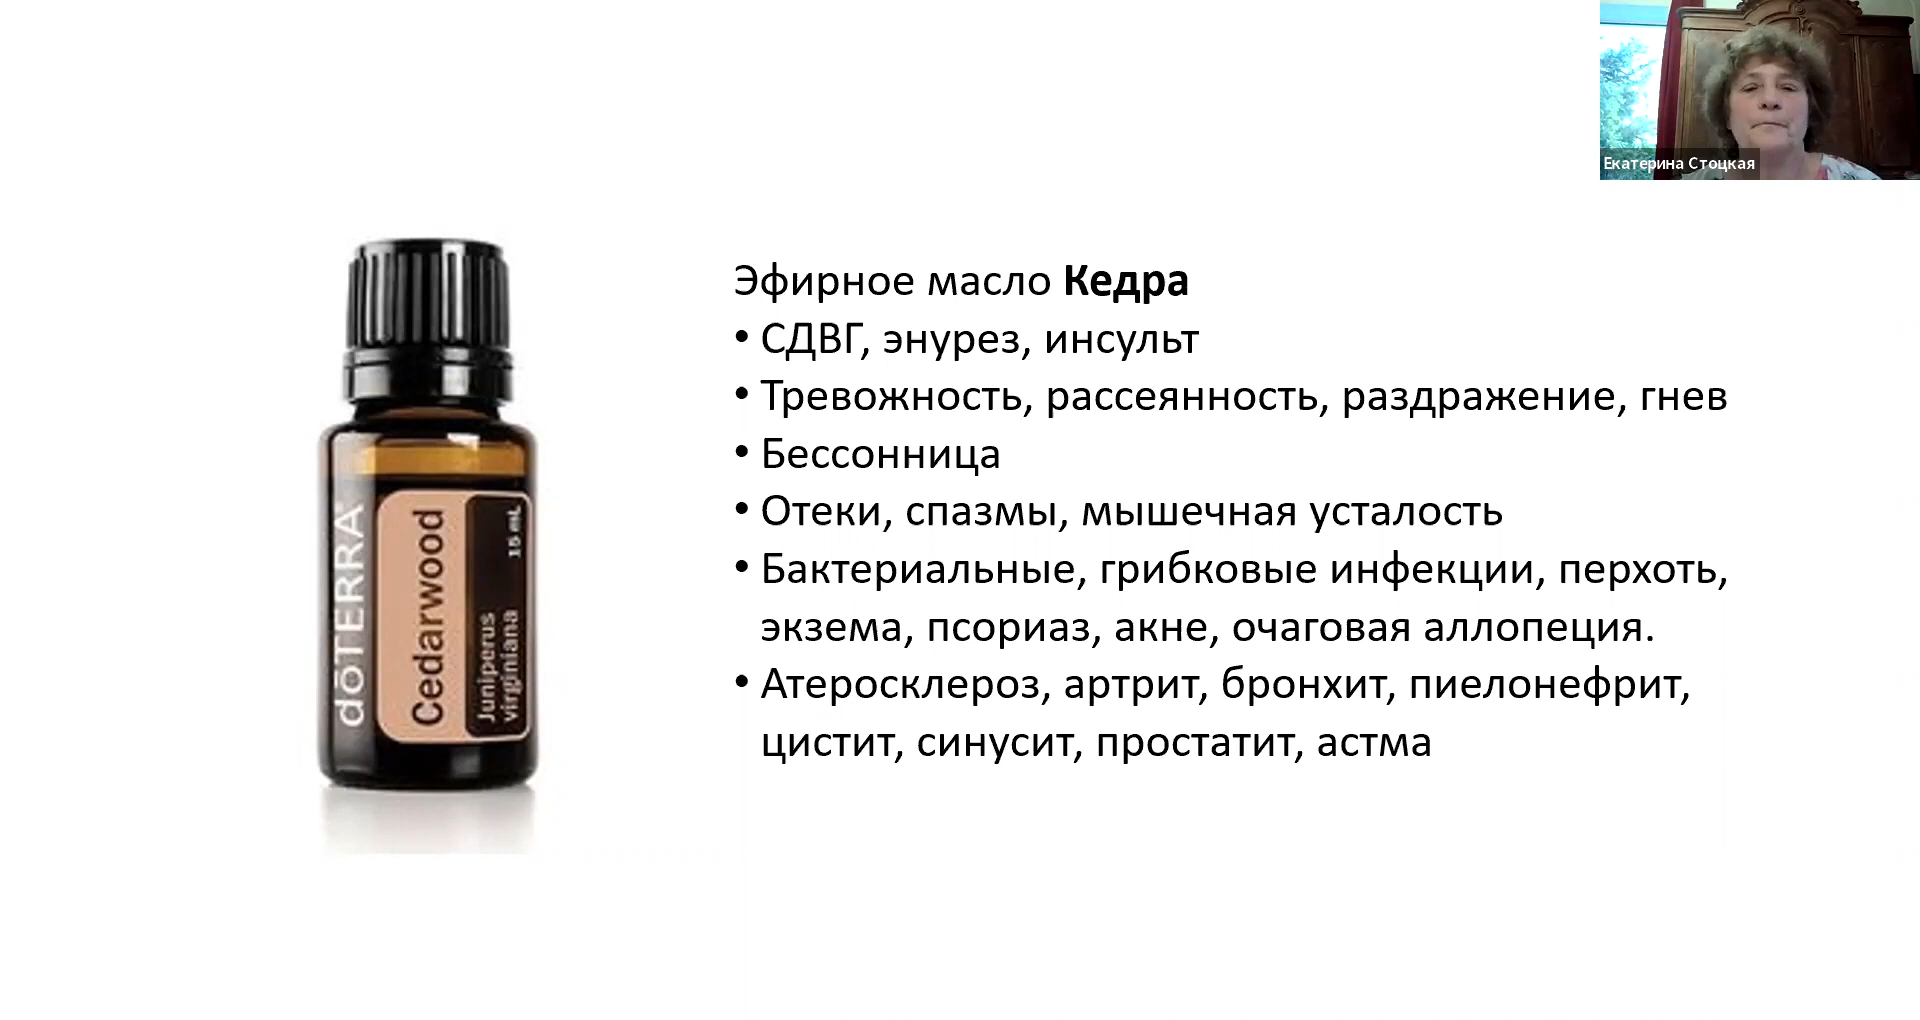 Екатерина Стоцкая
Эфирное масло Кедра
• СДВГ, энурез, инсульт
• Тревожность, рассеянность, раздражение, гнев
• Бессонница
• Отеки, спазмы, мышечная усталость
• Бактериальные, грибковые инфекции, перхоть,
экзема, псориаз, акне, очаговая аллопеция.
• Атеросклероз, артрит, бронхит, пиелонефрит,
цистит, синусит, простатит, астма
dōTERRA
Cedarwood
Juniperus
virginiana
15 mL